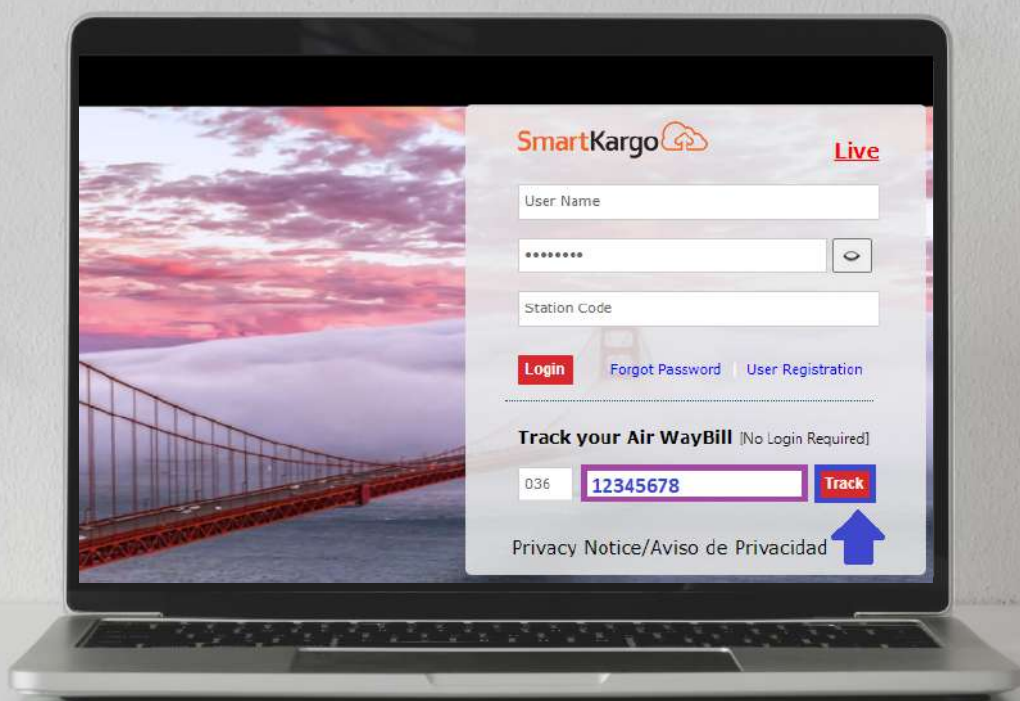 SmartKargo
Live
User Name
••••••••
Station Code
Login Forgot Password | User Registration
Track your Air WayBill [No Login Required]
036 12345678 Track
Privacy Notice/Aviso de Privacidad